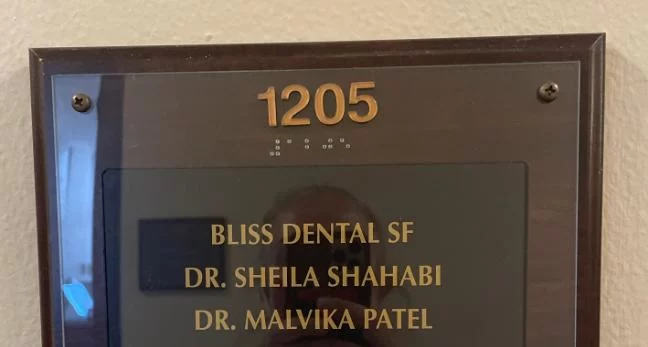 1205
⠼⠁⠃⠚⠑
BLISS DENTAL SF
DR. SHEILA SHAHABI
DR. MALVIKA PATEL